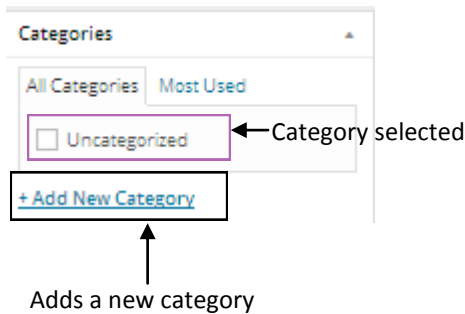 Categories
All Categories Most Used
Uncategorized
Category selected
+ Add New Category
Adds a new category